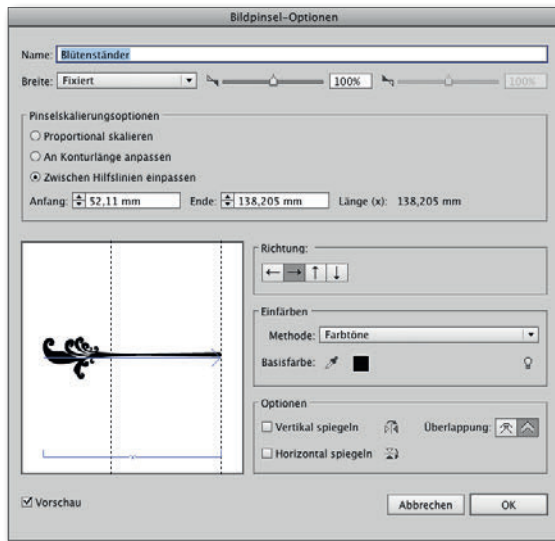 Bildpinsel-Optionen
Name: Blütenständer
Breite: Fixiert 100% 100%
Pinselskalierungsoptionen
Proportional skalieren
An Konturlänge anpassen
Zwischen Hilfslinien einpassen
Anfang: 52,11 mm Ende: 138,205 mm Länge (x): 138,205 mm
Richtung:
Einfärben
Methode: Farbtöne
Basisfarbe:
Optionen
Vertikal spiegeln Überlappung:
Horizontal spiegeln
Vorschau Abbrechen OK